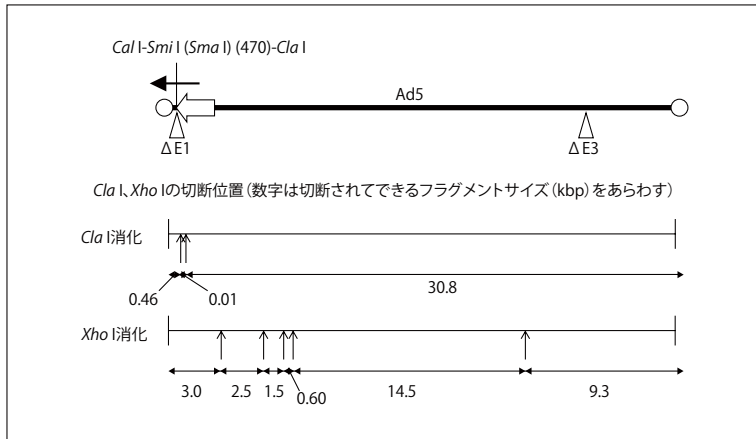 Cal I-Smi I (Sma I) (470)-Cla I
Ad5
Δ E1
Δ E3
Cla I、Xho Iの切断位置（数字は切断されてできるフラグメントサイズ（kbp）をあらわす）
Cla I消化
0.46
0.01
30.8
Xho I消化
3.0
2.5
1.5
0.60
14.5
9.3